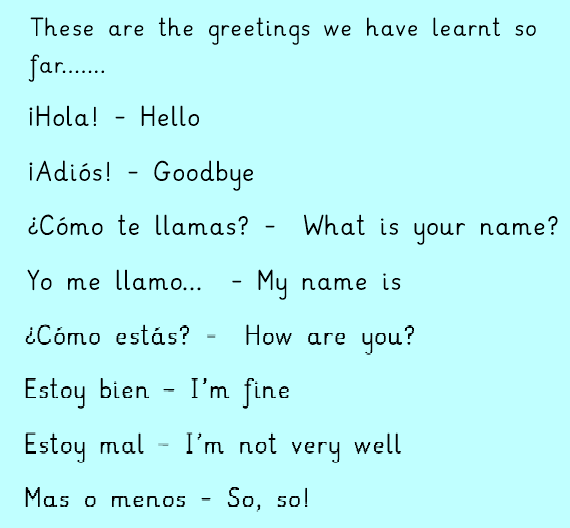 These are the greetings we have learnt so
far.......
¡Hola! - Hello
¡Adiós! - Goodbye
¿Cómo te llamas? - What is your name?
Yo me llamo... - My name is
¿Cómo estás? - How are you?
Estoy bien - I'm fine
Estoy mal - I'm not very well
Mas o menos - So, so!